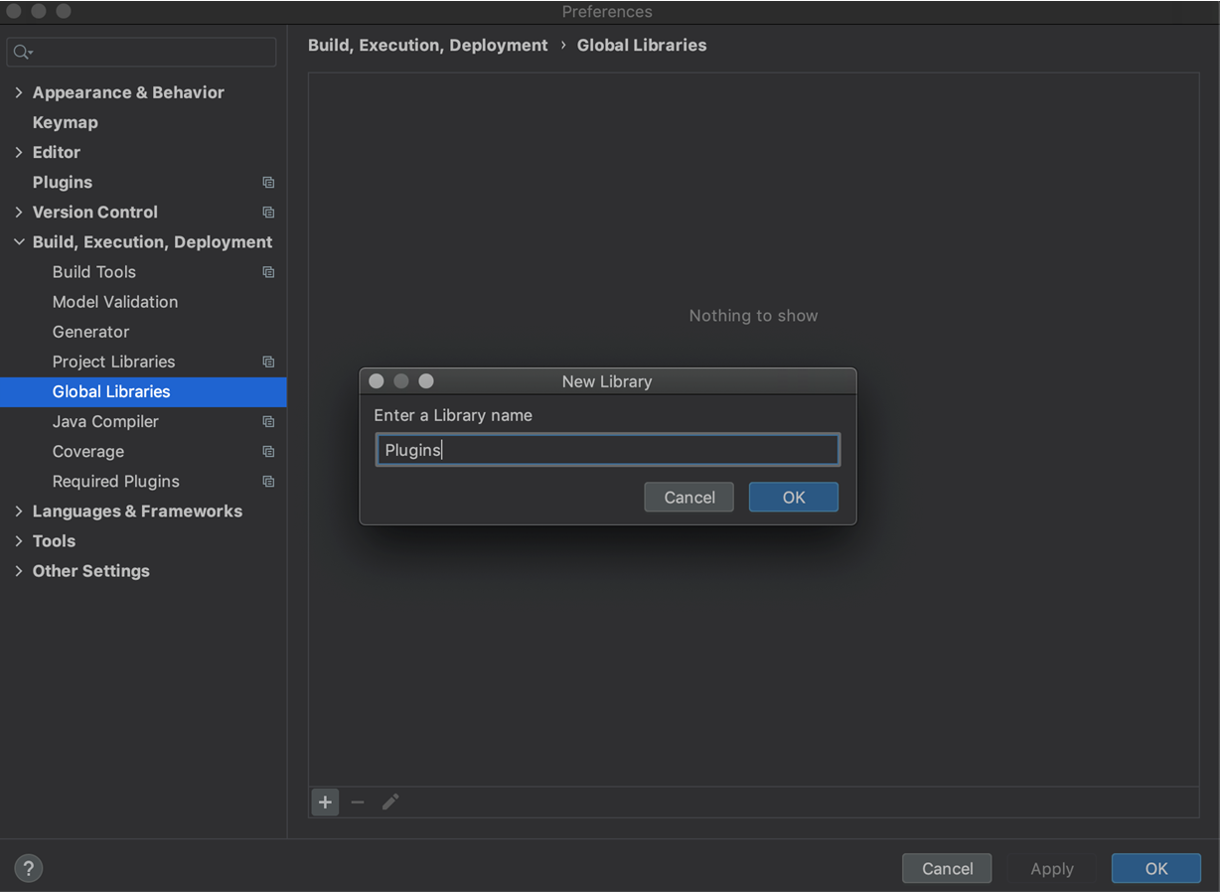 Preferences
Build, Execution, Deployment › Global Libraries
Appearance & Behavior
Keymap
Editor
Plugins
Version Control
Build, Execution, Deployment
Build Tools
Model Validation
Generator
Project Libraries
Global Libraries
Java Compiler
Coverage
Required Plugins
Languages & Frameworks
Tools
Other Settings
Nothing to show
New Library
Enter a Library name
Plugins
Cancel OK
? Cancel Apply OK